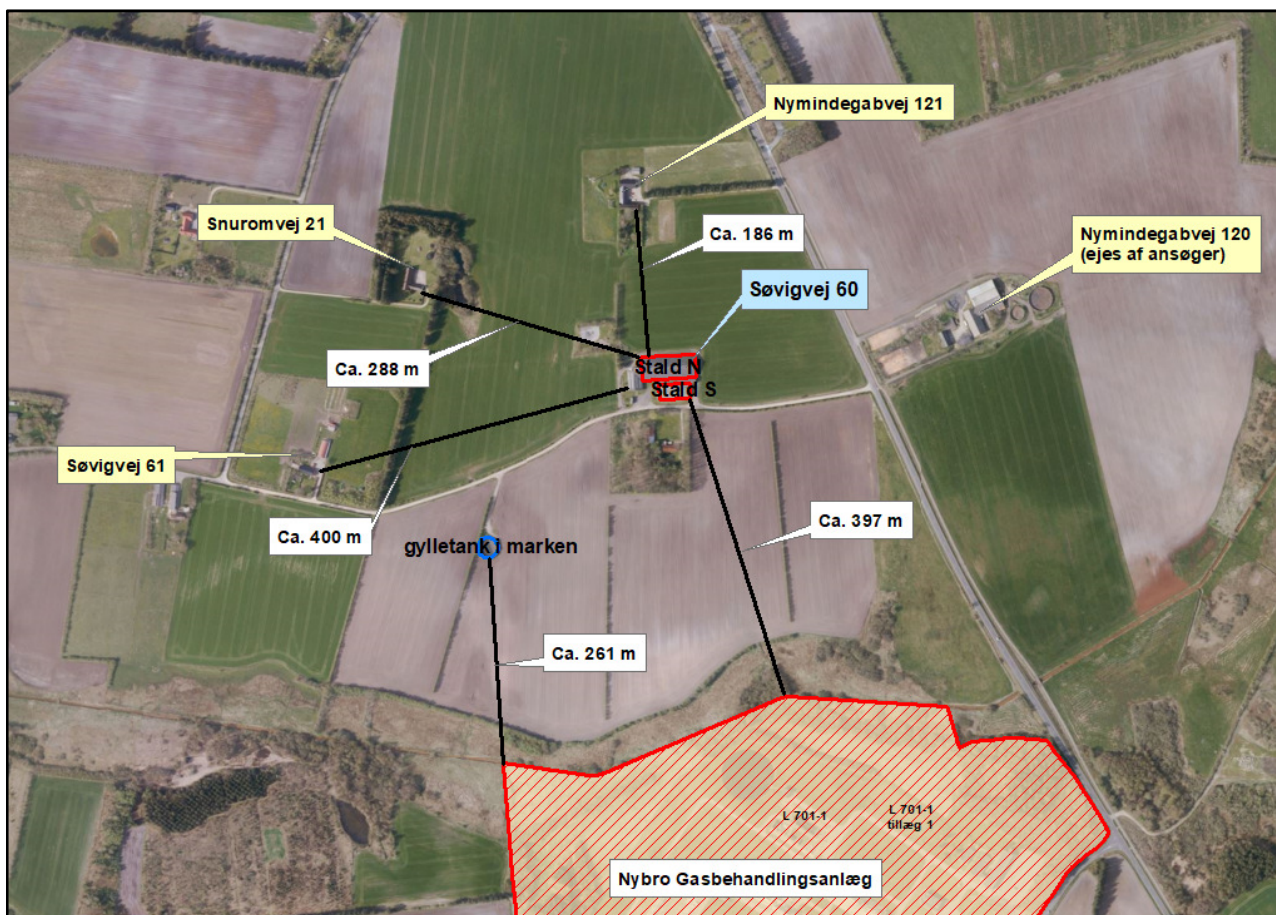 Nymindegabvej 121
Snuromvej 21
Ca. 186 m
Nymindegabvej 120
(ejes af ansøger)
Søvigvej 60
Ca. 288 m
Stald N
Stald S
Søvigvej 61
Ca. 400 m
Ca. 397 m
gylletank i marken
Ca. 261 m
L 701-1
L 701-1
tillæg 1
Nybro Gasbehandlingsanlæg